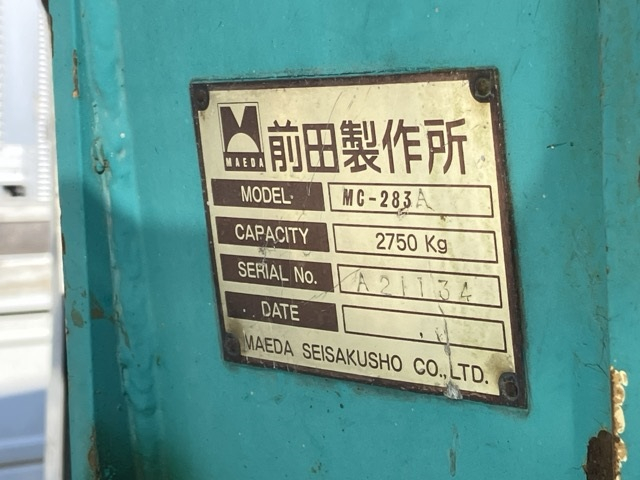 MAEDA
前田製作所
MODEL MC-283A
CAPACITY 2750 Kg
SERIAL No. A21134
DATE
MAEDA SEISAKUSHO CO.,LTD.